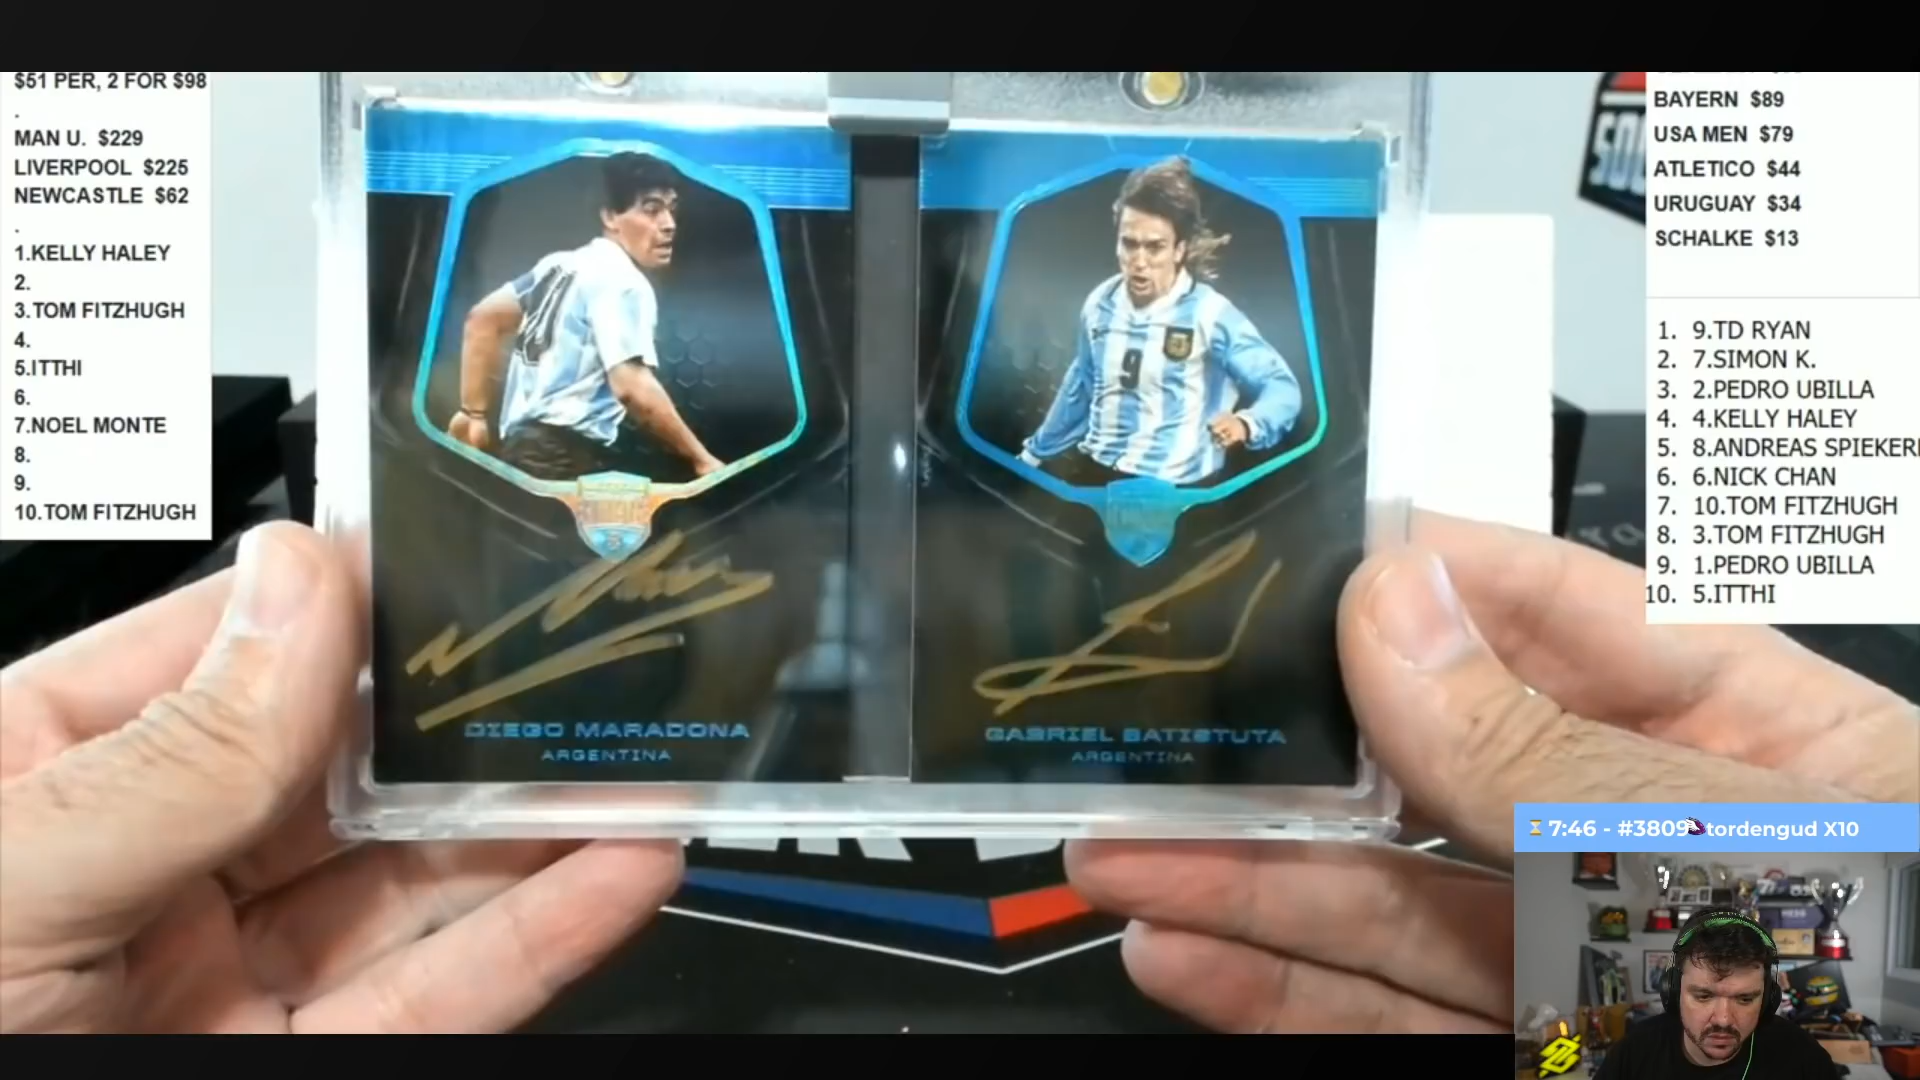 $51 PER, 2 FOR $98
.
MAN U. $229
LIVERPOOL $225
NEWCASTLE $62
.
1.KELLY HALEY
2.
3.TOM FITZHUGH
4.
5.ITTHI
6.
7.NOEL MONTE
8.
9.
10.TOM FITZHUGH
10
9
DIEGO MARADONA
ARGENTINA
GABRIEL BATISTUTA
ARGENTINA
BAYERN $89
USA MEN $79
ATLETICO $44
URUGUAY $34
SCHALKE $13
1. 9.TD RYAN
2. 7.SIMON K.
3. 2.PEDRO UBILLA
4. 4.KELLY HALEY
5. 8.ANDREAS SPIEKER
6. 6.NICK CHAN
7. 10.TOM FITZHUGH
8. 3.TOM FITZHUGH
9. 1.PEDRO UBILLA
10. 5.ITTHI
7:46 - #3809 tordengud X10